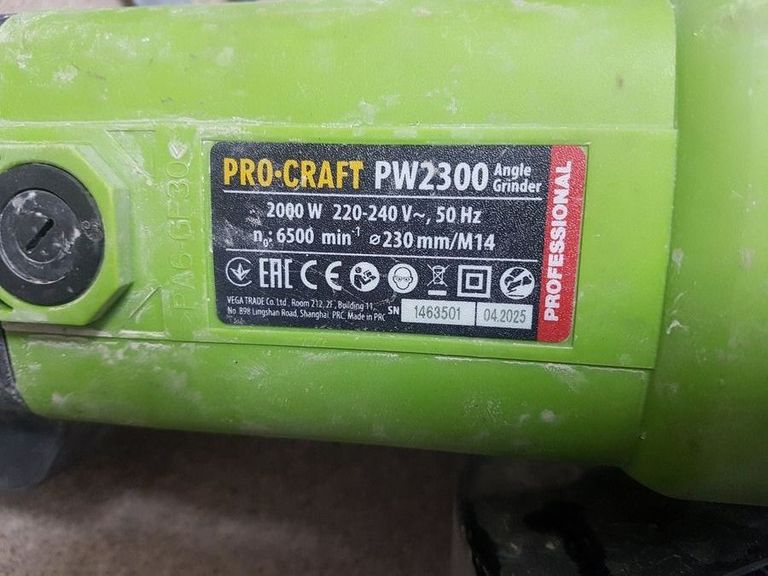 PRO·CRAFT PW2300 Angle Grinder
2000 W 220-240 V~, 50 Hz
n₀: 6500 min⁻¹ ⌀230 mm/M14
EAC CE
VEGA TRADE Co. Ltd., Room 212, 2F, Building 11,
No. 898 Lingshan Road, Shanghai, PRC. Made in PRC
SN 1463501 04.2025
PROFESSIONAL
>PA6-GF30<